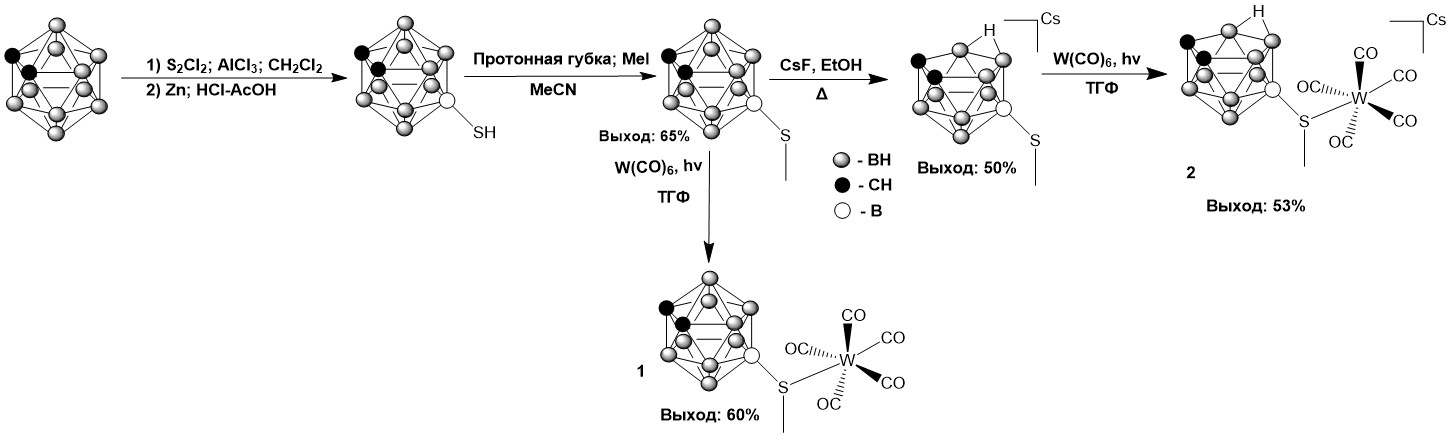 1) S₂Cl₂; AlCl₃; CH₂Cl₂
2) Zn; HCl-AcOH
SH
Протонная губка; MeI
MeCN
S
Выход: 65%
CsF, EtOH
Δ
H
Cs
S
Выход: 50%
W(CO)₆, hν
ТГФ
H
Cs
CO
OC
CO
W
S
CO
OC
2
Выход: 53%
W(CO)₆, hν
ТГФ
- BH
- CH
- B
CO
OC
CO
W
S
CO
OC
1
Выход: 60%